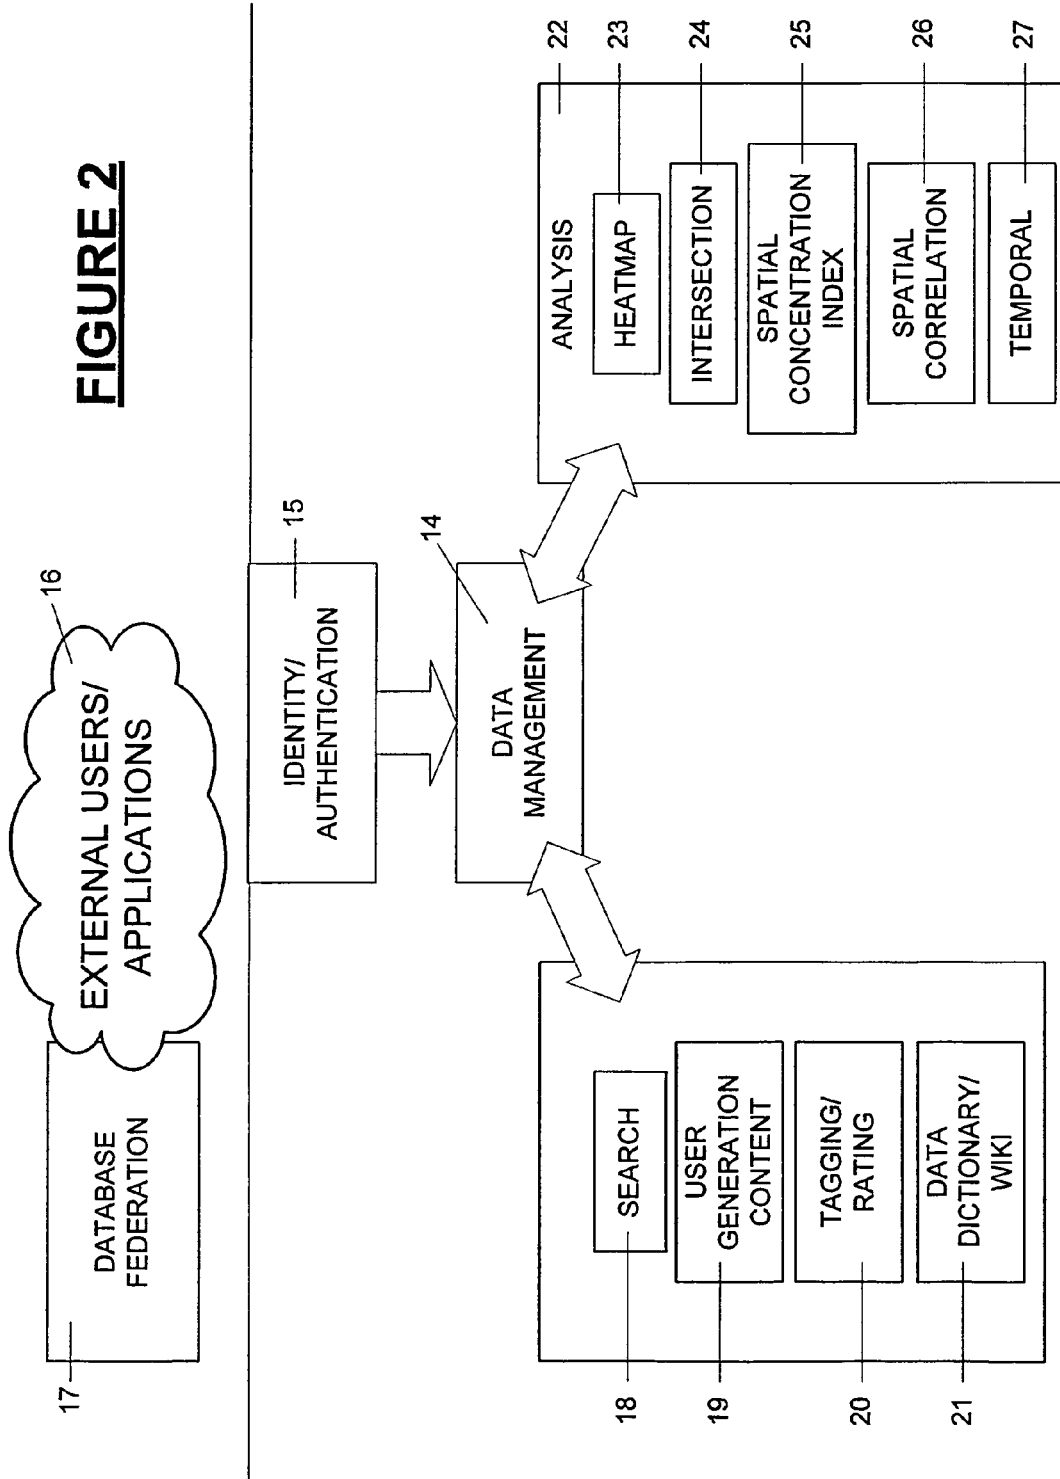 FIGURE 2
16
EXTERNAL USERS/
APPLICATIONS
17
DATABASE
FEDERATION
15
IDENTITY/
AUTHENTICATION
14
DATA
MANAGEMENT
18
SEARCH
19
USER
GENERATION
CONTENT
20
TAGGING/
RATING
21
DATA
DICTIONARY/
WIKI
22
ANALYSIS
23
HEATMAP
24
INTERSECTION
25
SPATIAL
CONCENTRATION
INDEX
26
SPATIAL
CORRELATION
27
TEMPORAL